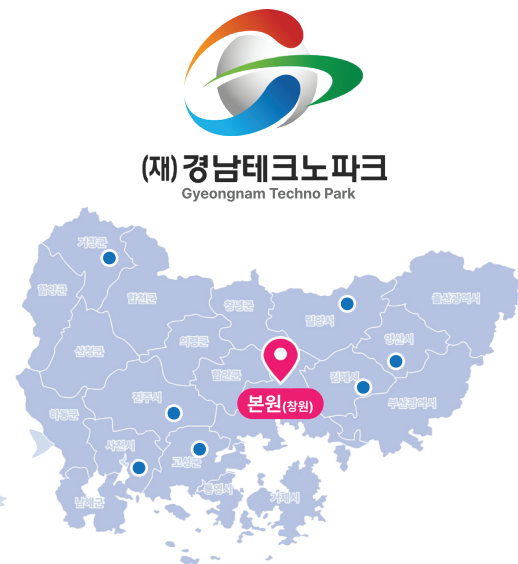 (재)경남테크노파크
Gyeongnam Techno Park
거창군
함양군
합천군
창녕군
밀양시
울산광역시
산청군
의령군
양산시
함안군
김해시
하동군
진주시
본원(창원)
부산광역시
사천시
고성군
남해군
통영시
거제시